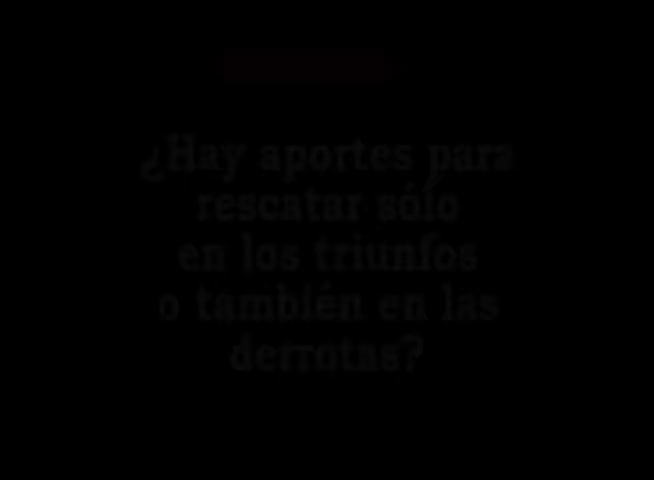 ¿Hay aportes para
rescatar sólo
en los triunfos
o también en las
derrotas?